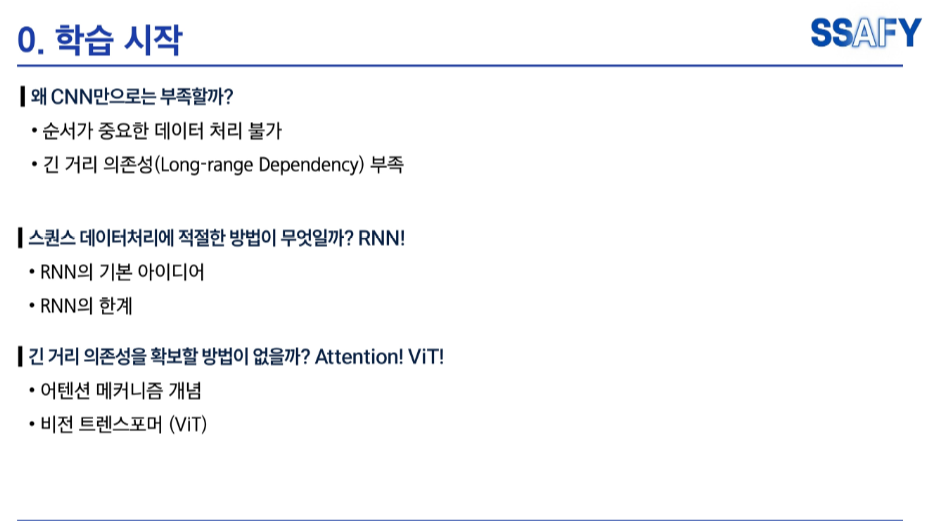 0. 학습 시작
SSAFY
왜 CNN만으로는 부족할까?
• 순서가 중요한 데이터 처리 불가
• 긴 거리 의존성(Long-range Dependency) 부족
스퀀스 데이터처리에 적절한 방법이 무엇일까? RNN!
• RNN의 기본 아이디어
• RNN의 한계
긴 거리 의존성을 확보할 방법이 없을까? Attention! ViT!
• 어텐션 메커니즘 개념
• 비전 트렌스포머 (ViT)